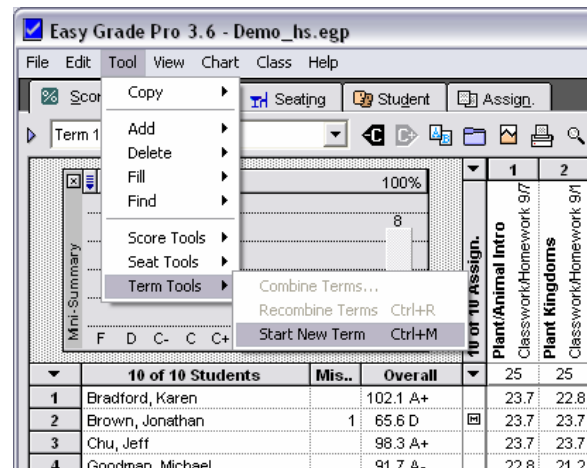 Easy Grade Pro 3.6 - Demo_hs.egp
File Edit Tool View Chart Class Help
Scor
Seating Student Assign.
Copy
Term 1
Add
Delete
Fill
Find
Score Tools
Seat Tools
Term Tools
Combine Terms...
Recombine Terms Ctrl+R
Start New Term Ctrl+M
Mini-Summary
100%
8
F D C- C C+
10 of 10 Assign.
1 2
Plant/Animal Intro
Classwork/Homework 9/7
Plant Kingdoms
Classwork/Homework 9/1
10 of 10 Students Mis.. Overall 25 25
1 Bradford, Karen 102.1 A+ 23.7 22.8
2 Brown, Jonathan 1 65.6 D M 23.7 23.7
3 Chu, Jeff 98.3 A+ 23.7 23.7
4 Goodman, Michael 91.7 A- 22.8 21.2